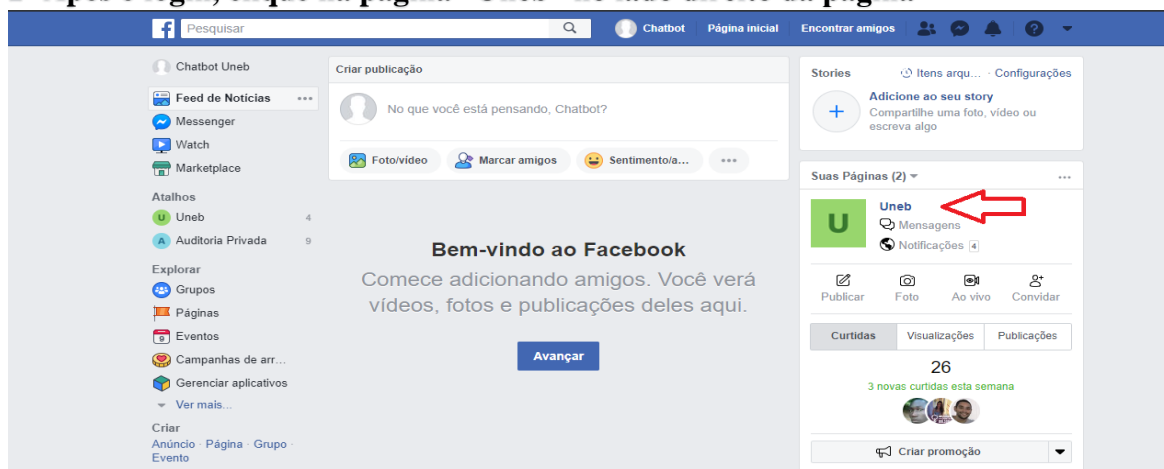 Pesquisar
Chatbot
Página inicial
Encontrar amigos
Chatbot Uneb
Feed de Notícias
Messenger
Watch
Marketplace
Atalhos
U Uneb 4
A Auditoria Privada 9
Explorar
Grupos
Páginas
Eventos
Campanhas de arr...
Gerenciar aplicativos
Ver mais...
Criar
Anúncio · Página · Grupo ·
Evento
Criar publicação
No que você está pensando, Chatbot?
Foto/vídeo
Marcar amigos
Sentimento/a...
Bem-vindo ao Facebook
Comece adicionando amigos. Você verá
vídeos, fotos e publicações deles aqui.
Avançar
Stories
Itens arqu... · Configurações
Adicione ao seu story
Compartilhe uma foto, vídeo ou
escreva algo
Suas Páginas (2)
U
Uneb
Mensagens
Notificações 4
Publicar
Foto
Ao vivo
Convidar
Curtidas
Visualizações
Publicações
26
3 novas curtidas esta semana
Criar promoção